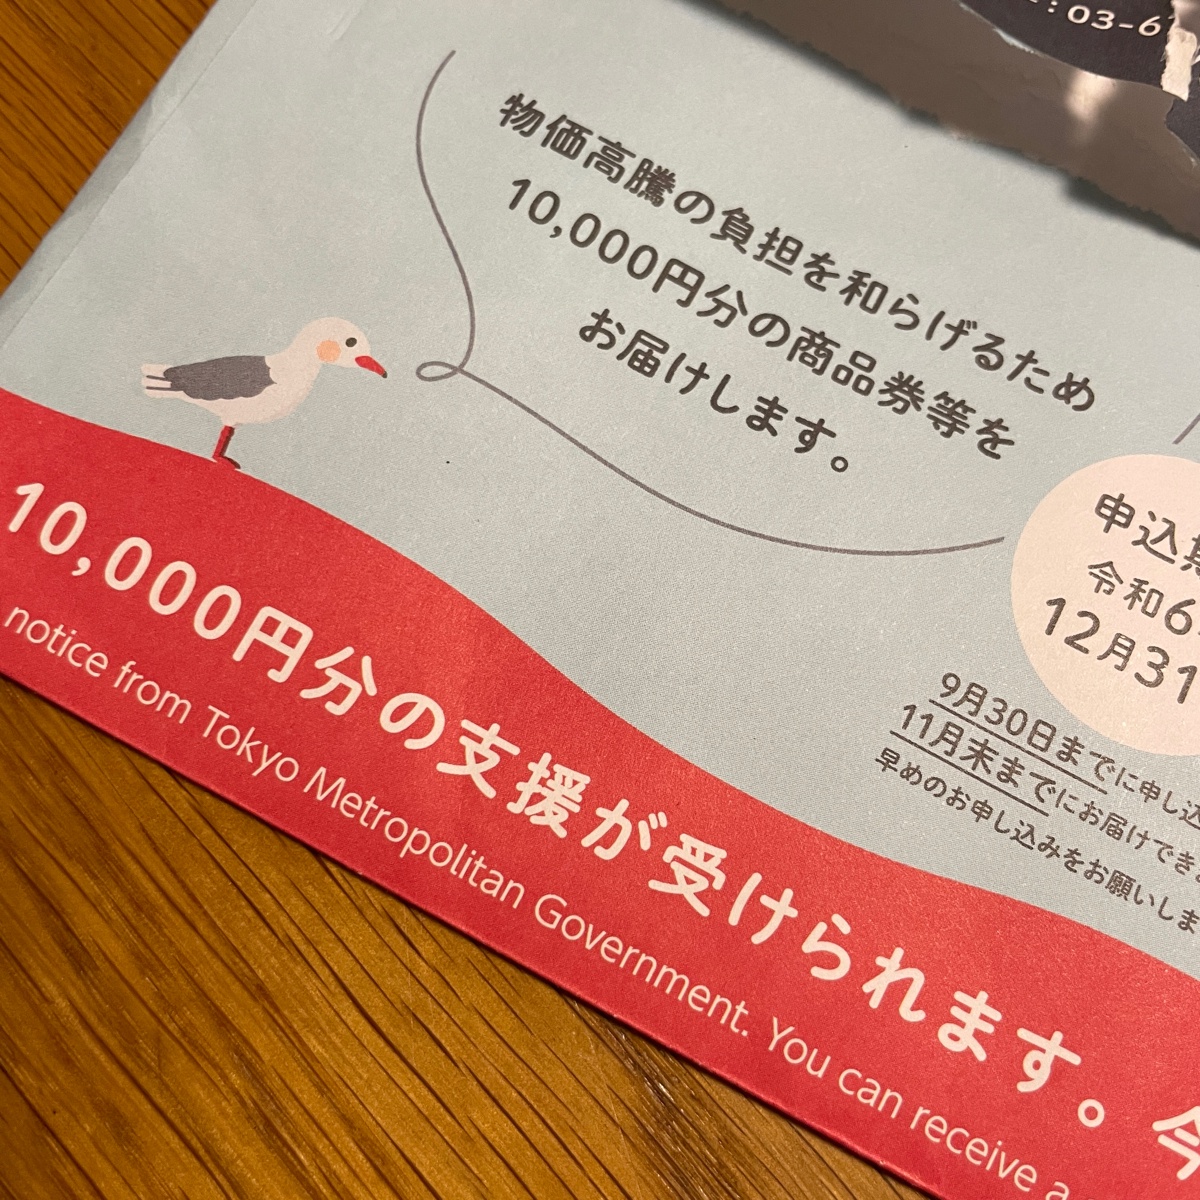 :03-6
物価高騰の負担を和らげるため
10,000円分の商品券等を
お届けします。
申込期
令和6
12月31
9月30日までに申し込
11月末までにお届けでき
早めのお申し込みをお願いしま
10,000円分の支援が受けられます。今
notice from Tokyo Metropolitan Government. You can receive a